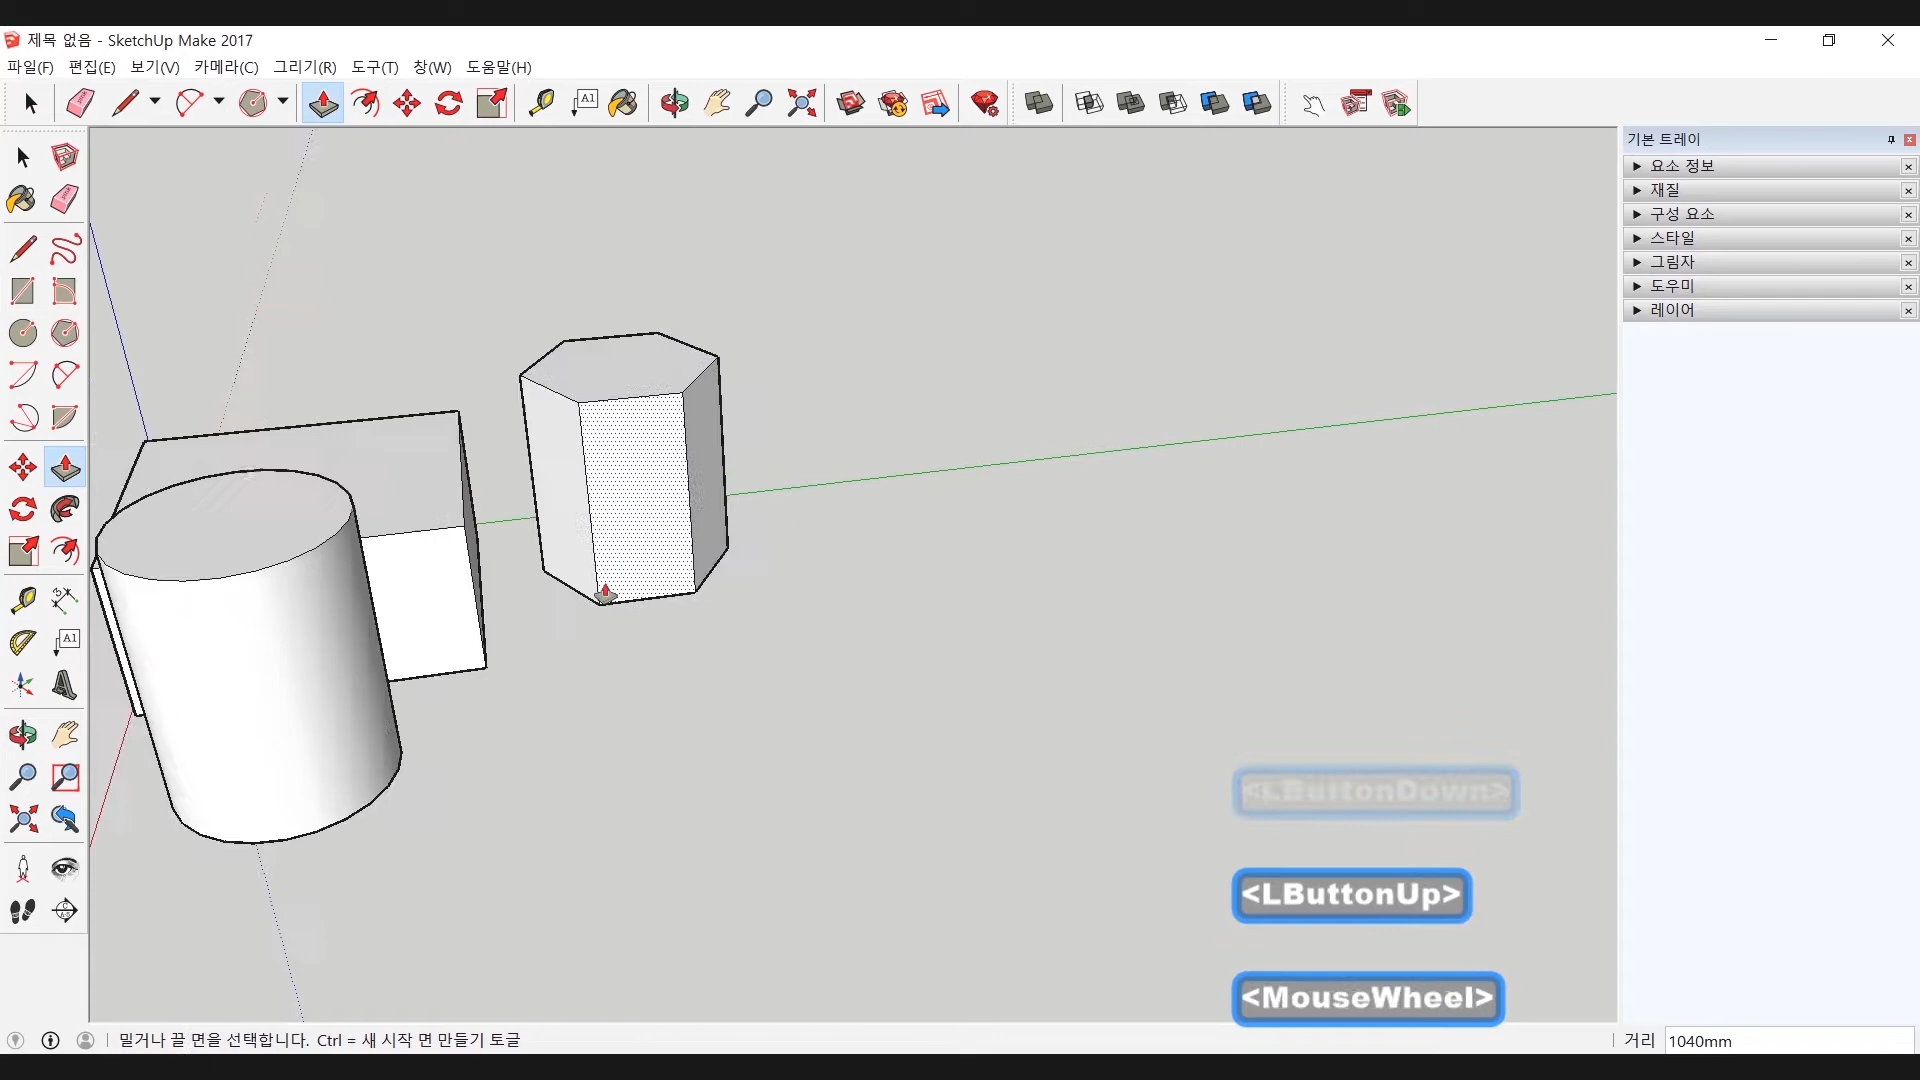 제목 없음 - SketchUp Make 2017
파일(F) 편집(E) 보기(V) 카메라(C) 그리기(R) 도구(T) 창(W) 도움말(H)
A1
기본 트레이
요소 정보
재질
구성 요소
스타일
그림자
도우미
레이어
A1
<LButtonDown>
<LButtonUp>
<MouseWheel>
밀거나 끌 면을 선택합니다. Ctrl = 새 시작 면 만들기 토글
거리 1040mm